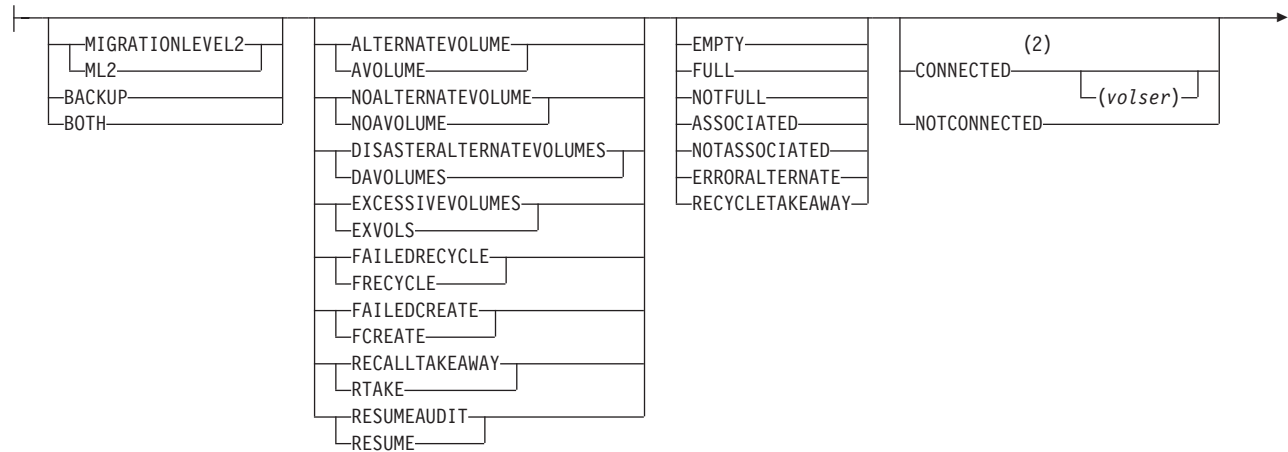 MIGRATIONLEVEL2
ML2
BACKUP
BOTH
ALTERNATEVOLUME
AVOLUME
NOALTERNATEVOLUME
NOAVOLUME
DISASTERALTERNATEVOLUMES
DAVOLUMES
EXCESSIVEVOLUMES
EXVOLS
FAILEDRECYCLE
FRECYCLE
FAILEDCREATE
FCREATE
RECALLTAKEAWAY
RTAKE
RESUMEAUDIT
RESUME
EMPTY
FULL
NOTFULL
ASSOCIATED
NOTASSOCIATED
ERRORALTERNATE
RECYCLETAKEAWAY
(2)
CONNECTED
(volser)
NOTCONNECTED